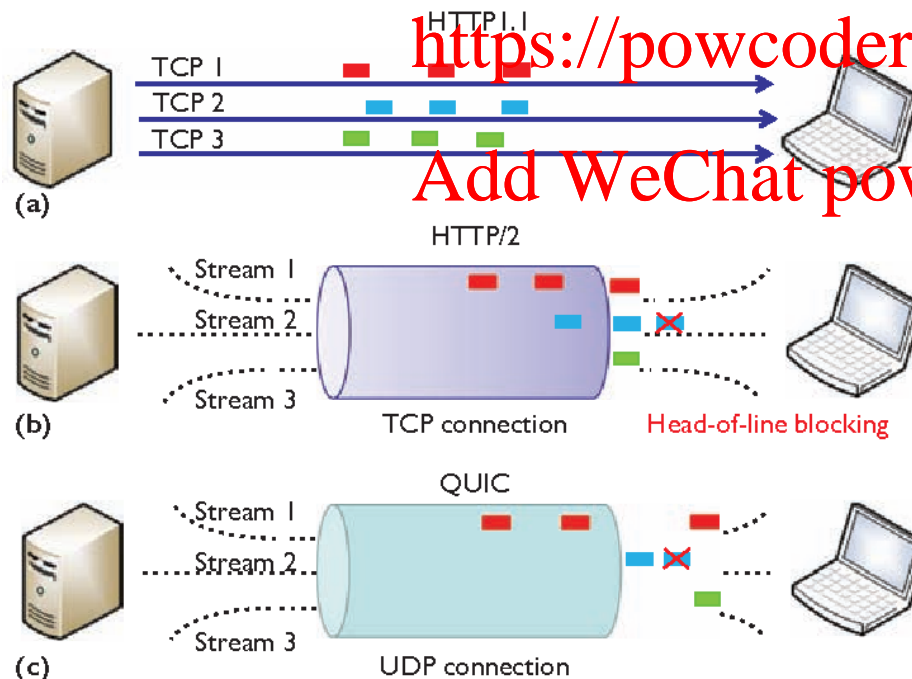 HTTP1.1
https://powcoder
TCP 1
TCP 2
TCP 3
Add WeChat pow
(a)
HTTP/2
Stream 1
Stream 2
Stream 3
(b)
TCP connection
Head-of-line blocking
QUIC
Stream 1
Stream 2
Stream 3
(c)
UDP connection